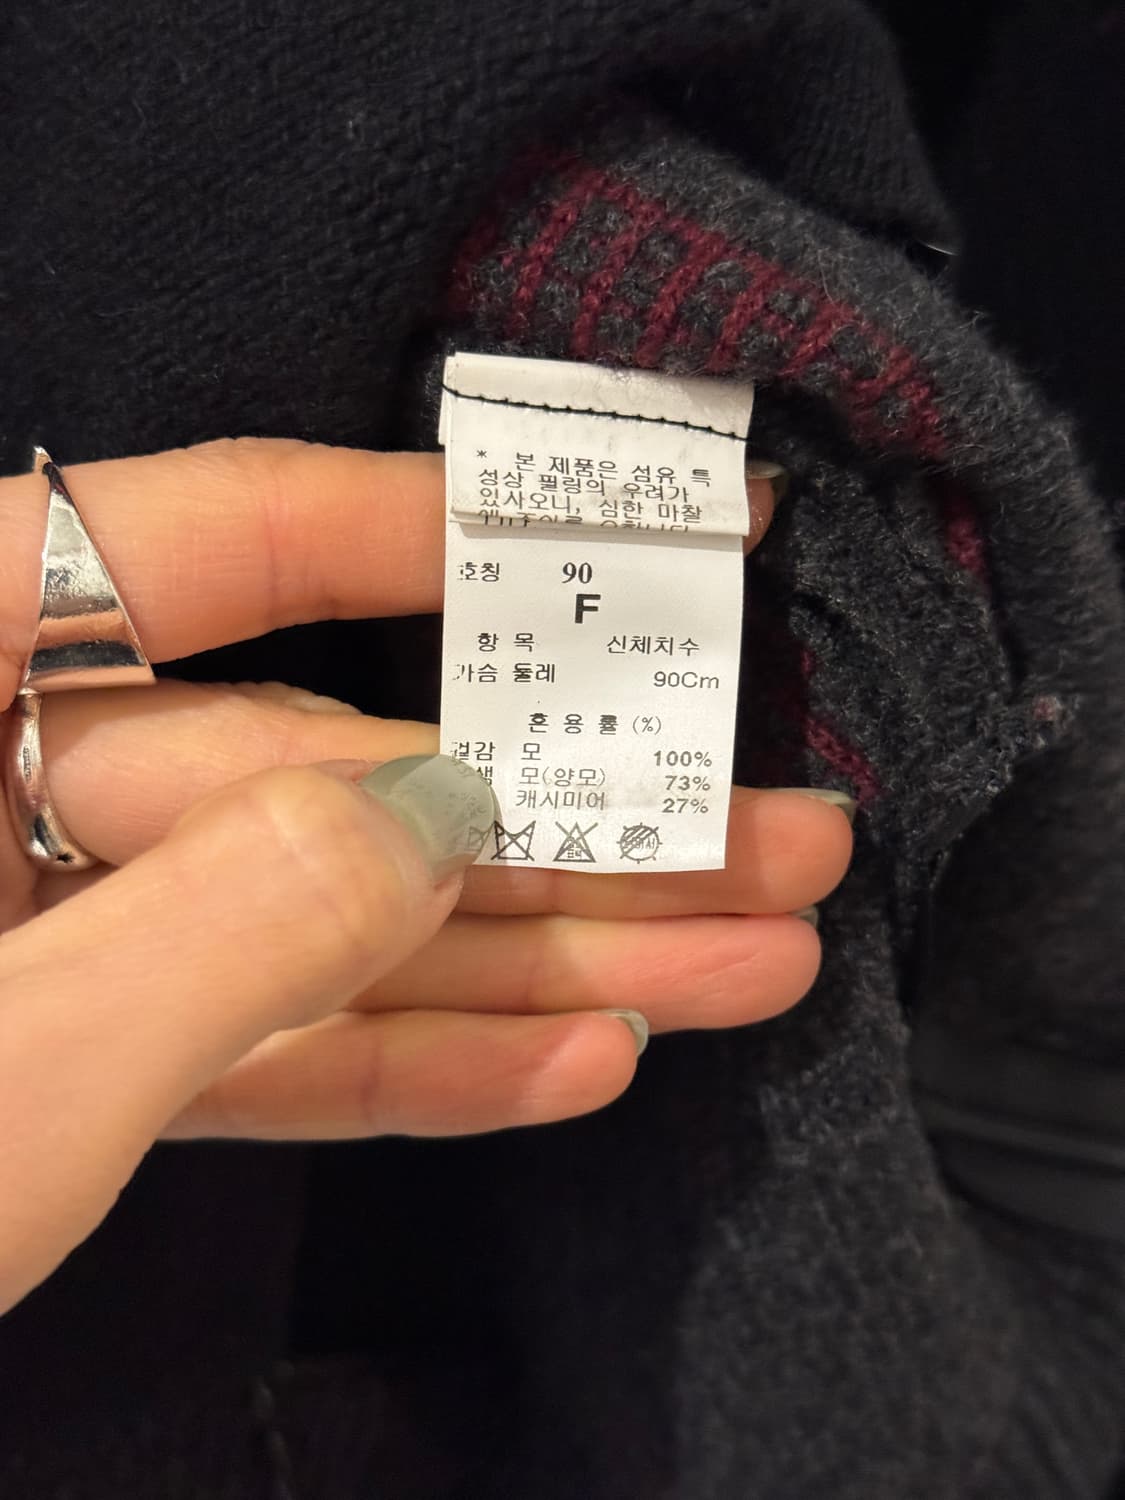 * 본 제품은 섬유 특
성상 필링의 우려가
있사오니, 심한 마찰
호칭 90
F
항 목 신체치수
가슴 둘레 90Cm
혼 용 률 (%)
겉감 모 100%
모(양모) 73%
캐시미어 27%